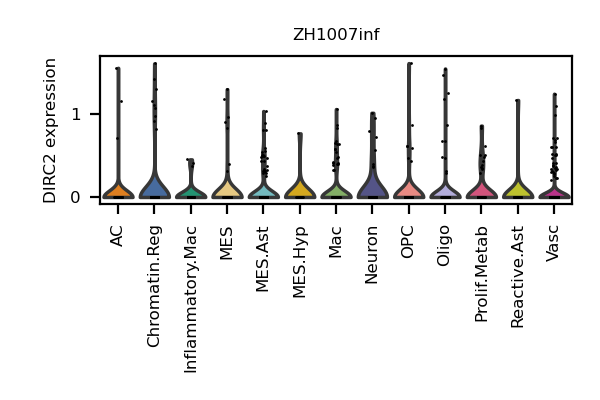 ZH1007inf
DIRC2 expression
1
0
AC
Chromatin.Reg
Inflammatory.Mac
MES
MES.Ast
MES.Hyp
Mac
Neuron
OPC
Oligo
Prolif.Metab
Reactive.Ast
Vasc